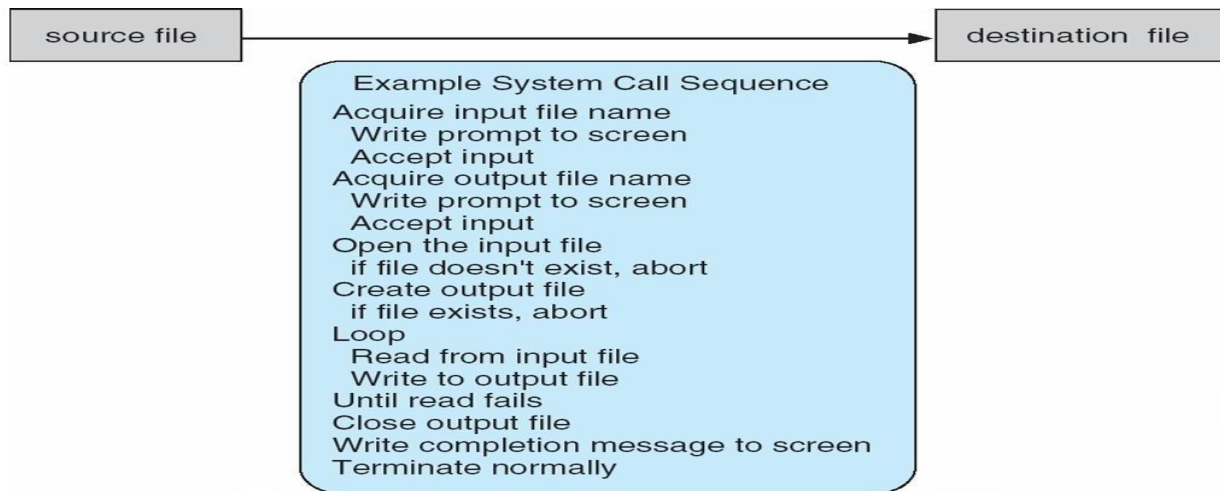 source file
destination file
Example System Call Sequence
Acquire input file name
Write prompt to screen
Accept input
Acquire output file name
Write prompt to screen
Accept input
Open the input file
if file doesn't exist, abort
Create output file
if file exists, abort
Loop
Read from input file
Write to output file
Until read fails
Close output file
Write completion message to screen
Terminate normally